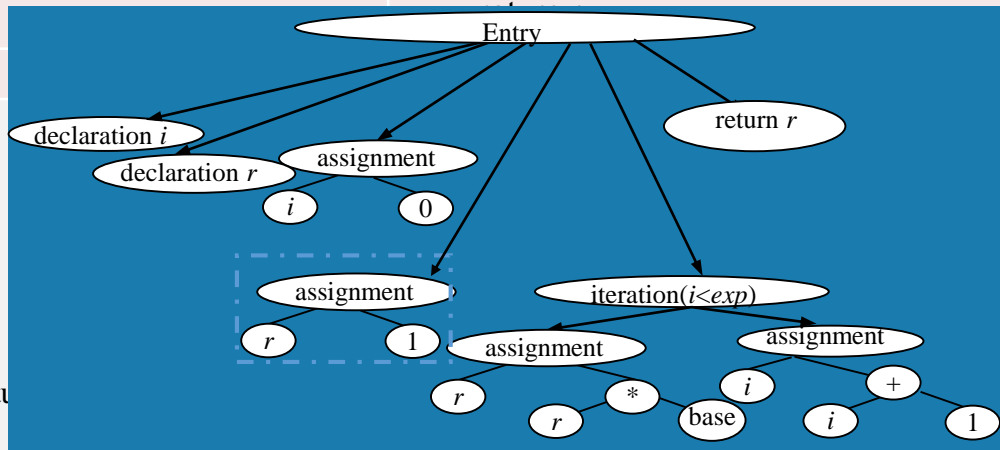 Entry
declaration i
declaration r
assignment
return r
i
0
assignment
r
1
iteration(i<exp)
assignment
r
*
r
base
assignment
i
+
i
1